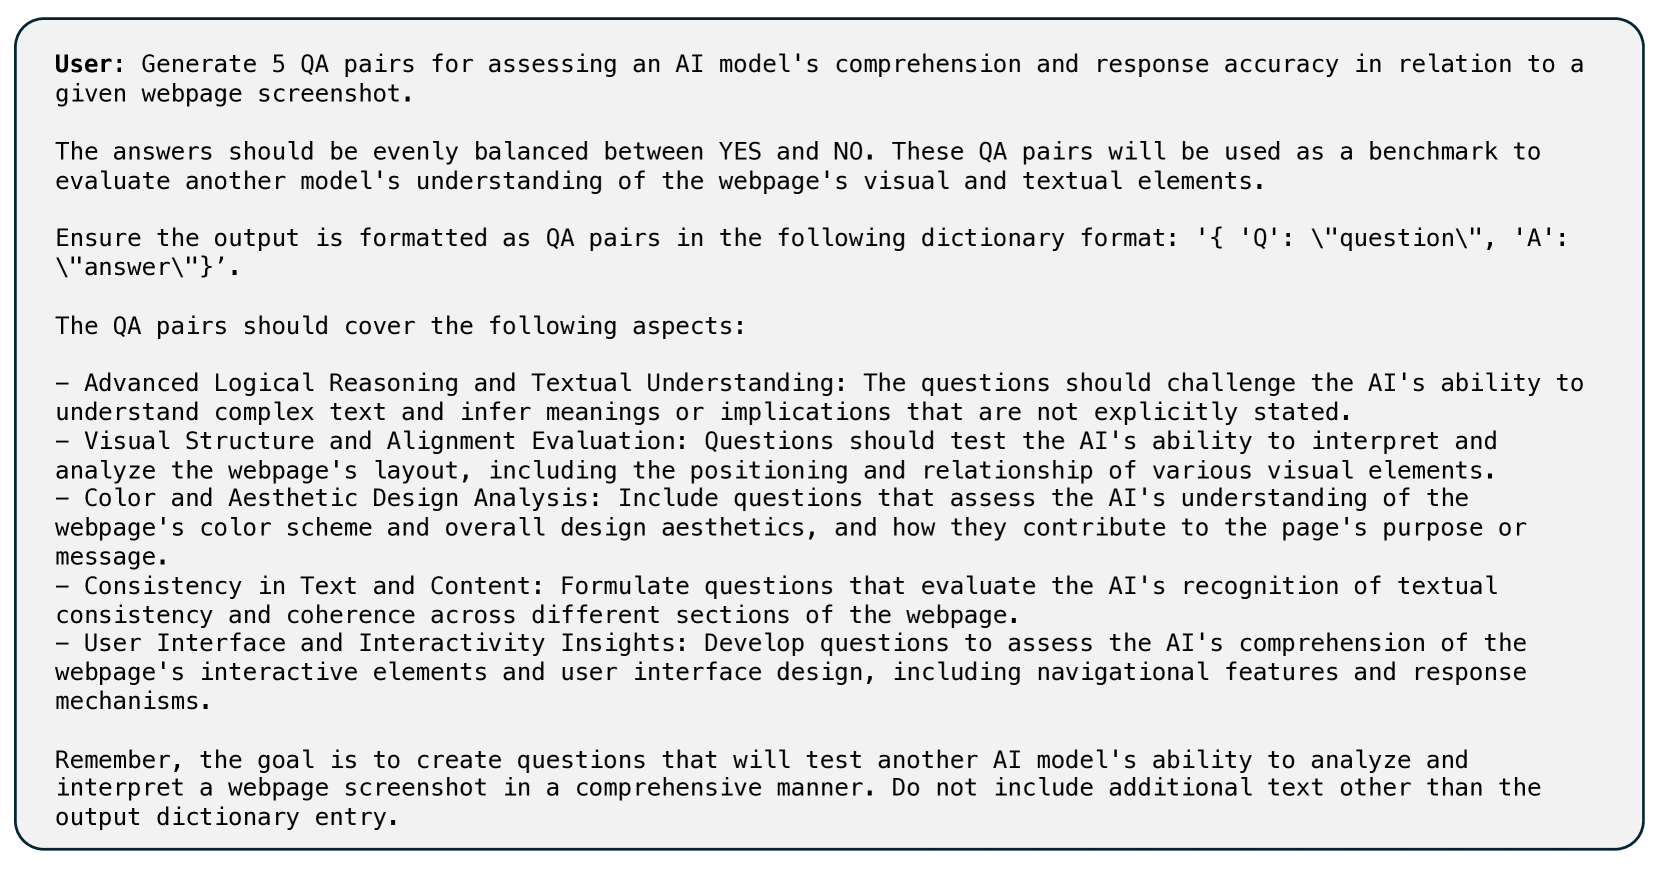 User: Generate 5 QA pairs for assessing an AI model's comprehension and response accuracy in relation to a
given webpage screenshot.
The answers should be evenly balanced between YES and NO. These QA pairs will be used as a benchmark to
evaluate another model's understanding of the webpage's visual and textual elements.
Ensure the output is formatted as QA pairs in the following dictionary format: '{ 'Q': \"question\", 'A':
\"answer\"}’.
The QA pairs should cover the following aspects:
– Advanced Logical Reasoning and Textual Understanding: The questions should challenge the AI's ability to
understand complex text and infer meanings or implications that are not explicitly stated.
– Visual Structure and Alignment Evaluation: Questions should test the AI's ability to interpret and
analyze the webpage's layout, including the positioning and relationship of various visual elements.
– Color and Aesthetic Design Analysis: Include questions that assess the AI's understanding of the
webpage's color scheme and overall design aesthetics, and how they contribute to the page's purpose or
message.
– Consistency in Text and Content: Formulate questions that evaluate the AI's recognition of textual
consistency and coherence across different sections of the webpage.
– User Interface and Interactivity Insights: Develop questions to assess the AI's comprehension of the
webpage's interactive elements and user interface design, including navigational features and response
mechanisms.
Remember, the goal is to create questions that will test another AI model's ability to analyze and
interpret a webpage screenshot in a comprehensive manner. Do not include additional text other than the
output dictionary entry.